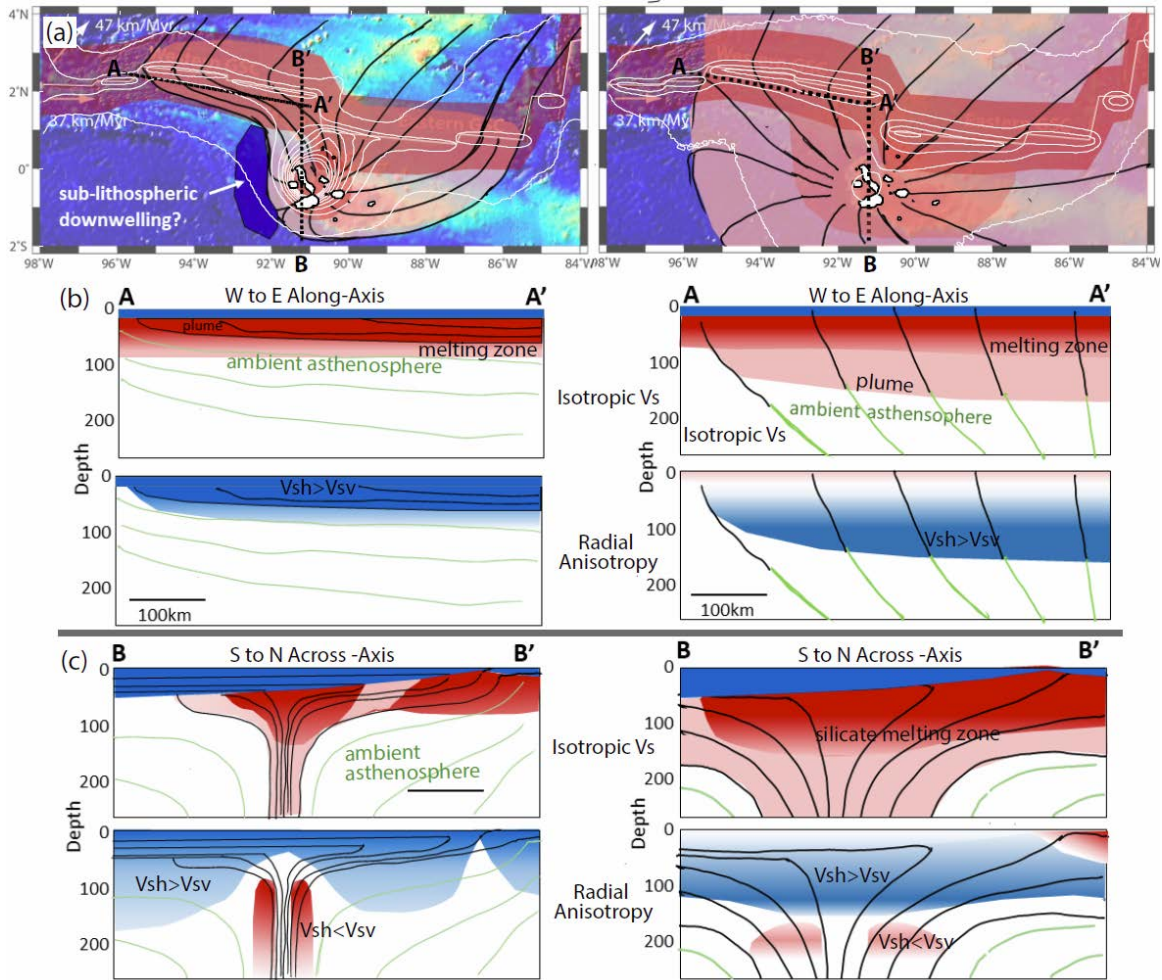 (a)
4°N
2°N
0°
2°S
47 km/Myr
37 km/Myr
A
A'
B'
B
sub-lithospheric
downwelling?
98°W 96°W 94°W 92°W 90°W 88°W 86°W 84°W
47 km/Myr
37 km/Myr
A
A'
B'
B
98°W 96°W 94°W 92°W 90°W 88°W 86°W 84°W
(b)
A W to E Along-Axis A'
0
100
200
Depth
plume
melting zone
ambient asthenosphere
Isotropic Vs
A W to E Along-Axis A'
0
100
200
Depth
melting zone
plume
ambient asthensophere
Isotropic Vs
0
100
200
Vsh>Vsv
100km
Radial
Anisotropy
0
100
200
Vsh>Vsv
100km
(c)
B S to N Across -Axis B'
0
100
200
Depth
ambient
asthenosphere
Isotropic Vs
B S to N Across -Axis B'
0
100
200
Depth
silicate melting zone
0
100
200
Vsh>Vsv
Vsh<Vsv
Radial
Anisotropy
0
100
200
Vsh>Vsv
Vsh<Vsv